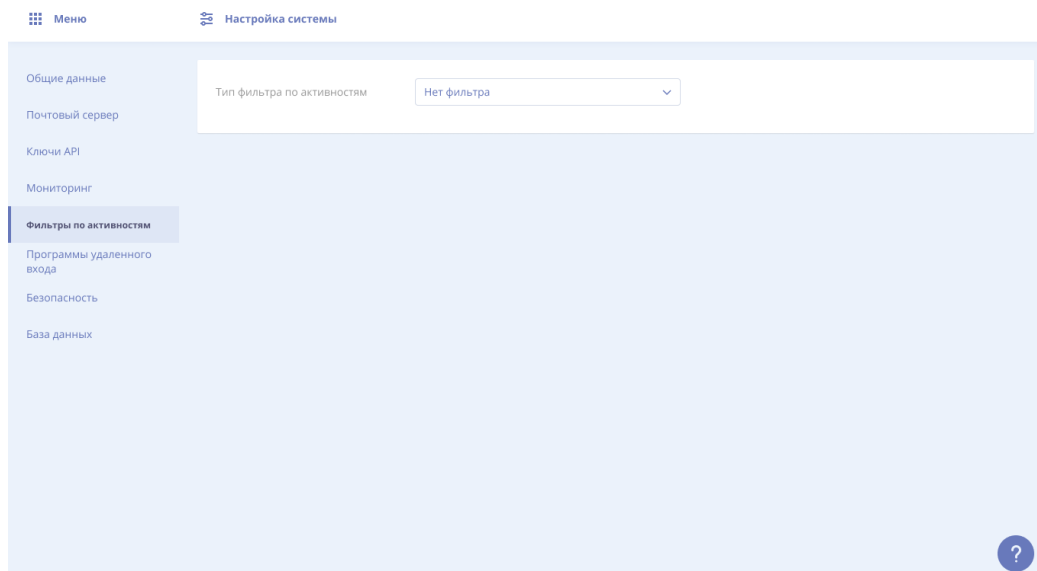 Меню
Настройка системы
Общие данные
Почтовый сервер
Ключи API
Мониторинг
Фильтры по активностям
Программы удаленного
входа
Безопасность
База данных
Тип фильтра по активностям
Нет фильтра
?